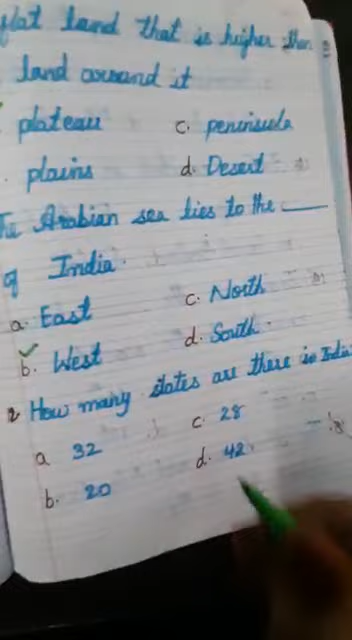 flat land that is higher than
land around it
plateau c. peninsula
plains d. Desert
The Arabian sea lies to the ___
of India.
a. East c. North
b. West d. South.
How many states are there in India
a 32 c. 28
b. 20 d. 42.